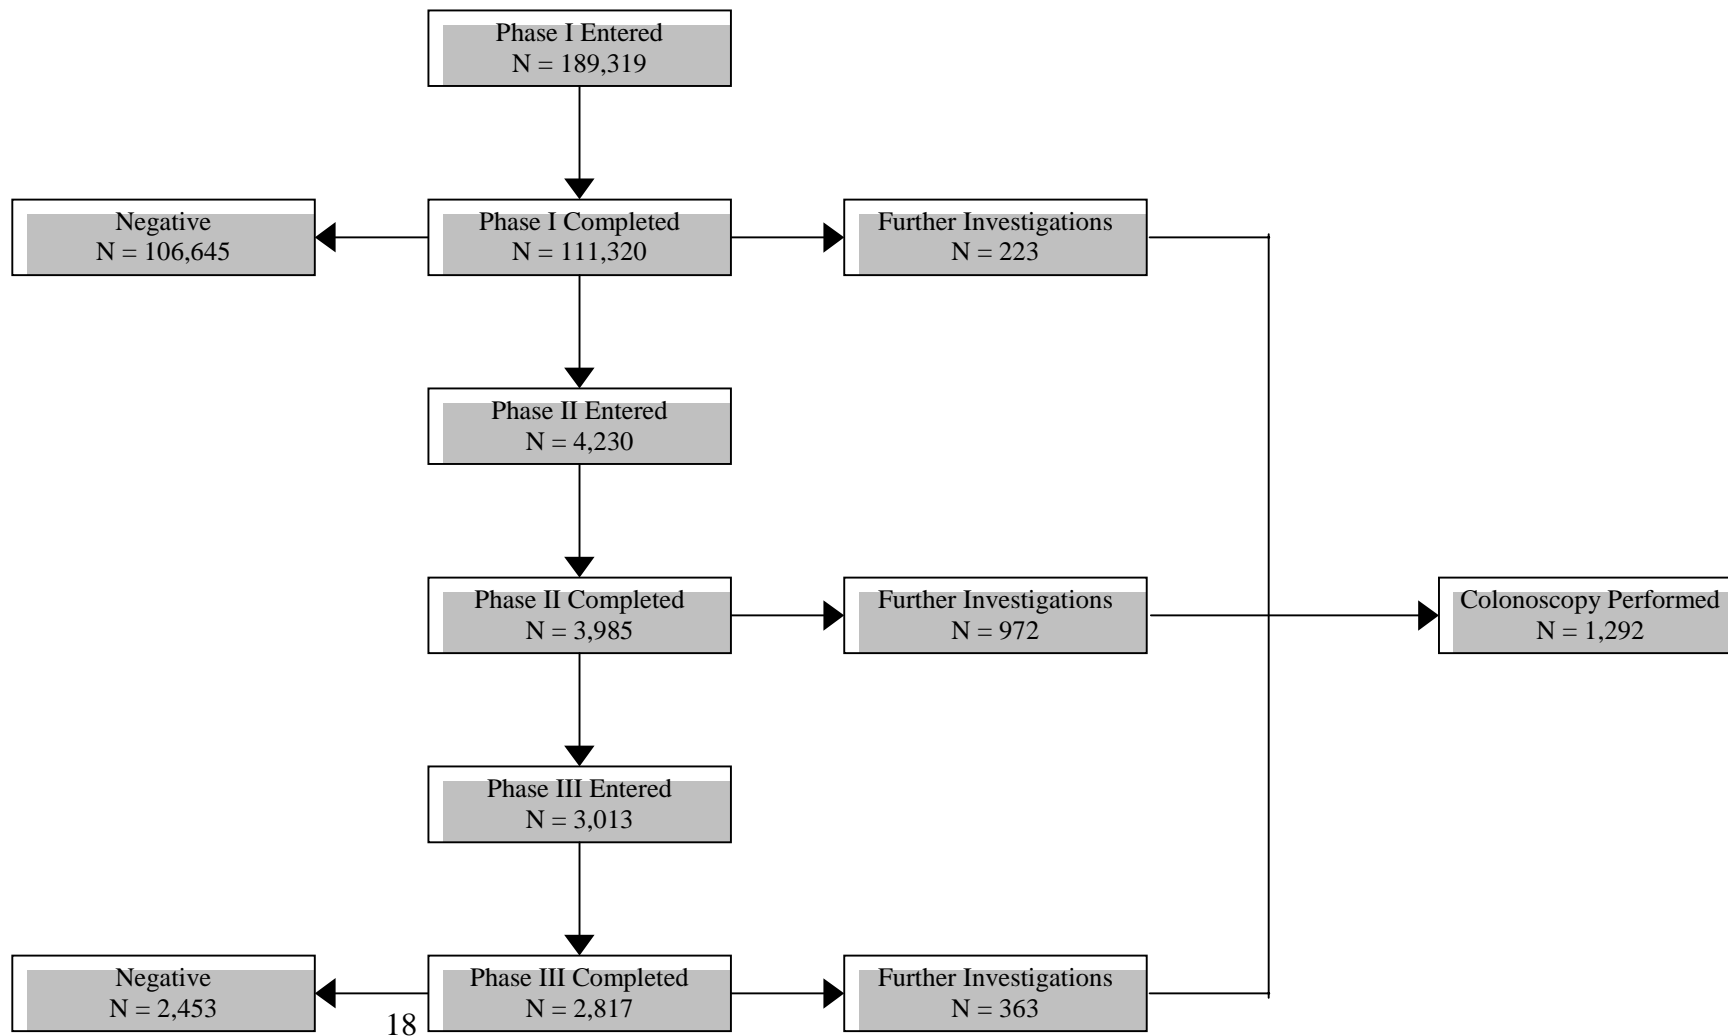 Phase I Entered
N = 189,319
Negative
N = 106,645
Phase I Completed
N = 111,320
Further Investigations
N = 223
Phase II Entered
N = 4,230
Phase II Completed
N = 3,985
Further Investigations
N = 972
Colonoscopy Performed
N = 1,292
Phase III Entered
N = 3,013
Negative
N = 2,453
Phase III Completed
N = 2,817
Further Investigations
N = 363
18